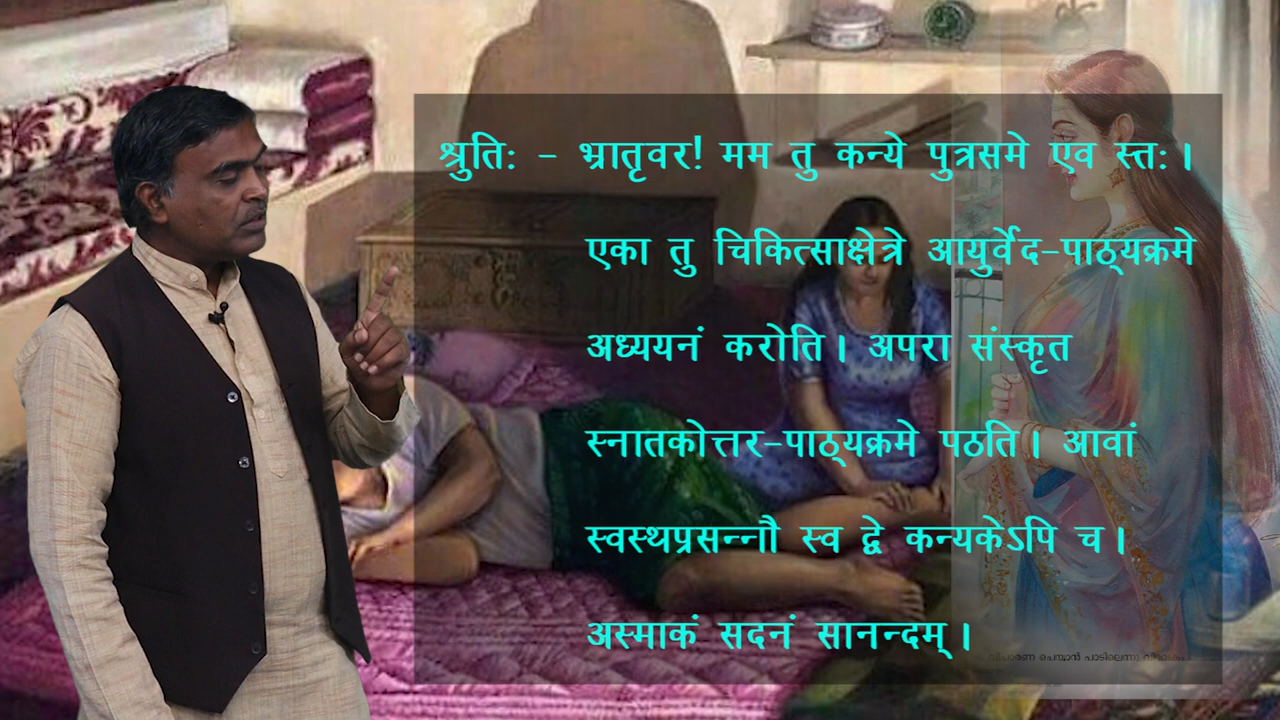 श्रुतिः - भ्रातृवर! मम तु कन्ये पुत्रसमे एव स्तः।
एका तु चिकित्साक्षेत्रे आयुर्वेद-पाठ्यक्रमे
अध्ययनं करोति। अपरा संस्कृत
स्नातकोत्तर-पाठ्यक्रमे पठति। आवां
स्वस्थप्रसन्नौ स्व द्वे कन्यकेऽपि च।
अस्माकं सदनं सानन्दम्।
ചെയ്യാൻ പാടില്ലെന്നു